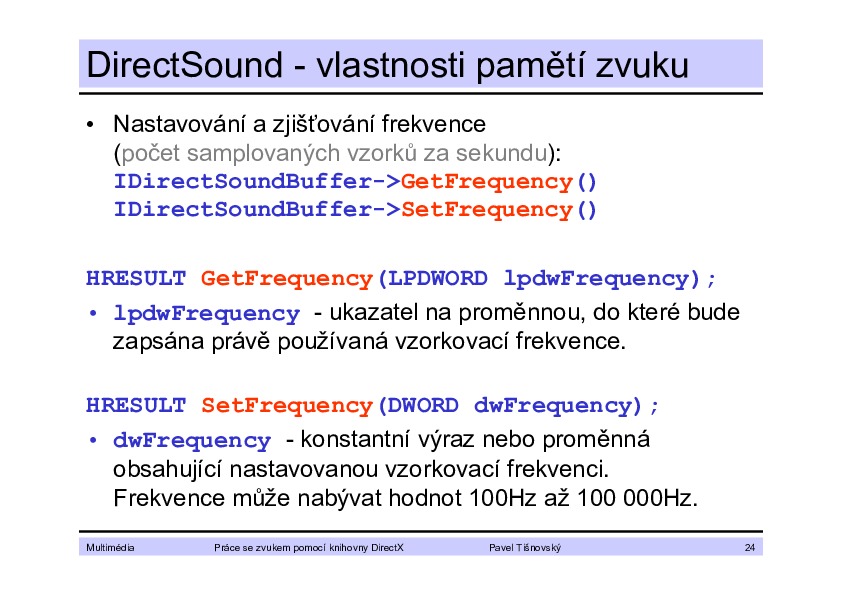 DirectSound - vlastnosti pamětí zvuku
• Nastavování a zjišťování frekvence
(počet samplovaných vzorků za sekundu):
IDirectSoundBuffer->GetFrequency()
IDirectSoundBuffer->SetFrequency()
HRESULT GetFrequency(LPDWORD lpdwFrequency);
• lpdwFrequency - ukazatel na proměnnou, do které bude
zapsána právě používaná vzorkovací frekvence.
HRESULT SetFrequency(DWORD dwFrequency);
• dwFrequency - konstantní výraz nebo proměnná
obsahující nastavovanou vzorkovací frekvenci.
Frekvence může nabývat hodnot 100Hz až 100 000Hz.
Multimédia Práce se zvukem pomocí knihovny DirectX Pavel Tišnovský 24